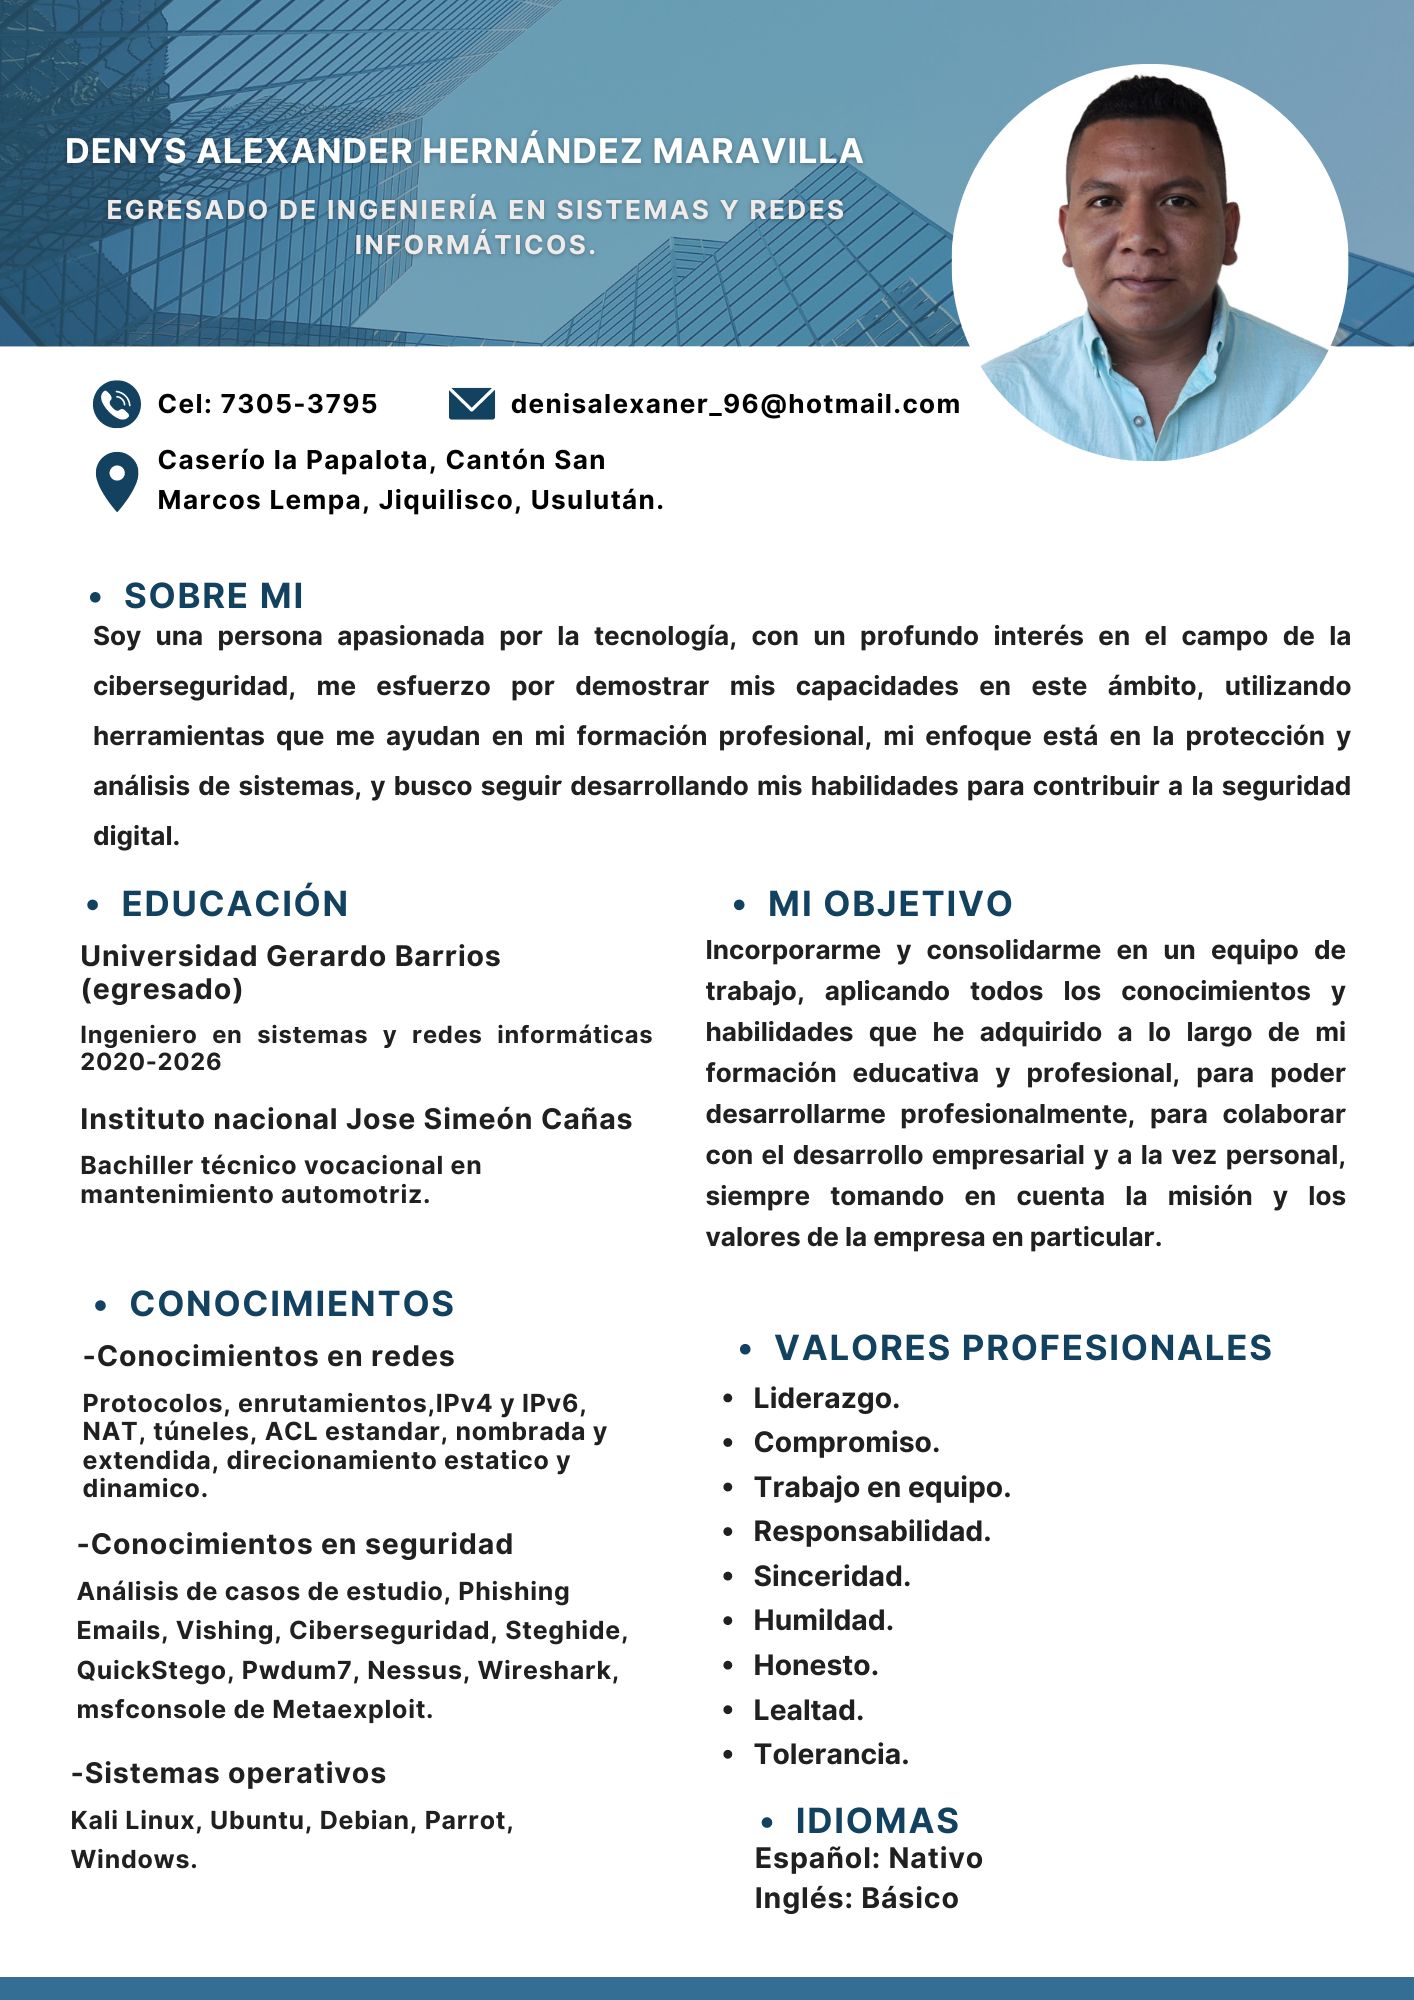 DENYS ALEXANDER HERNÁNDEZ MARAVILLA
EGRESADO DE INGENIERÍA EN SISTEMAS Y REDES
INFORMÁTICOS.
Cel: 7305-3795
denisalexaner_96@hotmail.com
Caserío la Papalota, Cantón San
Marcos Lempa, Jiquilisco, Usulután.
• SOBRE MI
Soy una persona apasionada por la tecnología, con un profundo interés en el campo de la
ciberseguridad, me esfuerzo por demostrar mis capacidades en este ámbito, utilizando
herramientas que me ayudan en mi formación profesional, mi enfoque está en la protección y
análisis de sistemas, y busco seguir desarrollando mis habilidades para contribuir a la seguridad
digital.
• EDUCACIÓN
Universidad Gerardo Barrios
(egresado)
Ingeniero en sistemas y redes informáticas
2020-2026
Instituto nacional Jose Simeón Cañas
Bachiller técnico vocacional en
mantenimiento automotriz.
• MI OBJETIVO
Incorporarme y consolidarme en un equipo de
trabajo, aplicando todos los conocimientos y
habilidades que he adquirido a lo largo de mi
formación educativa y profesional, para poder
desarrollarme profesionalmente, para colaborar
con el desarrollo empresarial y a la vez personal,
siempre tomando en cuenta la misión y los
valores de la empresa en particular.
• CONOCIMIENTOS
-Conocimientos en redes
Protocolos, enrutamientos,IPv4 y IPv6,
NAT, túneles, ACL estandar, nombrada y
extendida, direcionamiento estatico y
dinamico.
-Conocimientos en seguridad
Análisis de casos de estudio, Phishing
Emails, Vishing, Ciberseguridad, Steghide,
QuickStego, Pwdum7, Nessus, Wireshark,
msfconsole de Metaexploit.
-Sistemas operativos
Kali Linux, Ubuntu, Debian, Parrot,
Windows.
• VALORES PROFESIONALES
• Liderazgo.
• Compromiso.
• Trabajo en equipo.
• Responsabilidad.
• Sinceridad.
• Humildad.
• Honesto.
• Lealtad.
• Tolerancia.
• IDIOMAS
Español: Nativo
Inglés: Básico